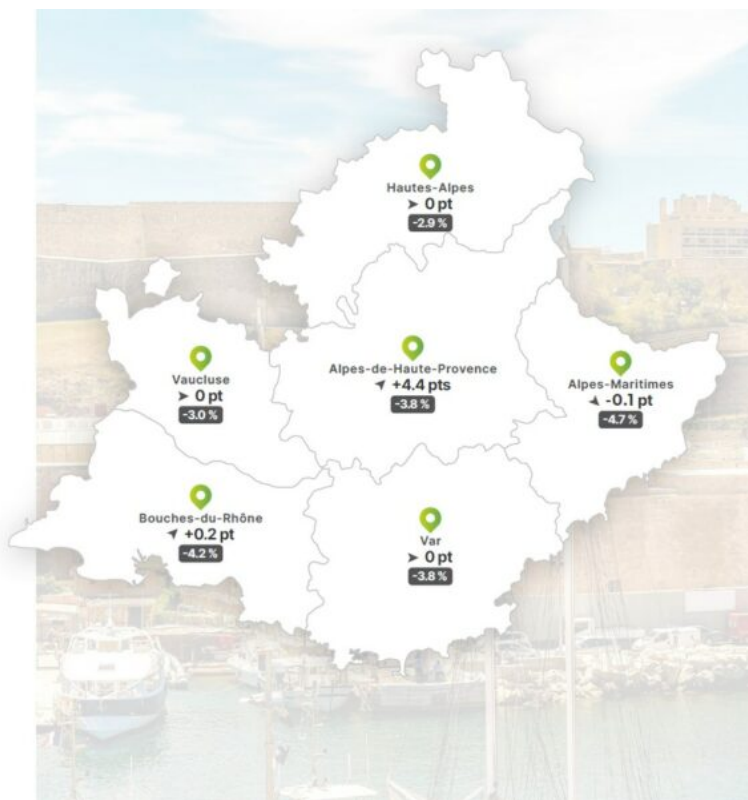 Hautes-Alpes
➤ 0 pt
-2.9 %
Alpes-de-Haute-Provence
➤ +4.4 pts
-3.8 %
Vaucluse
➤ 0 pt
-3.0 %
Alpes-Maritimes
➤ -0.1 pt
-4.7 %
Bouches-du-Rhône
➤ +0.2 pt
-4.2 %
Var
➤ 0 pt
-3.8 %